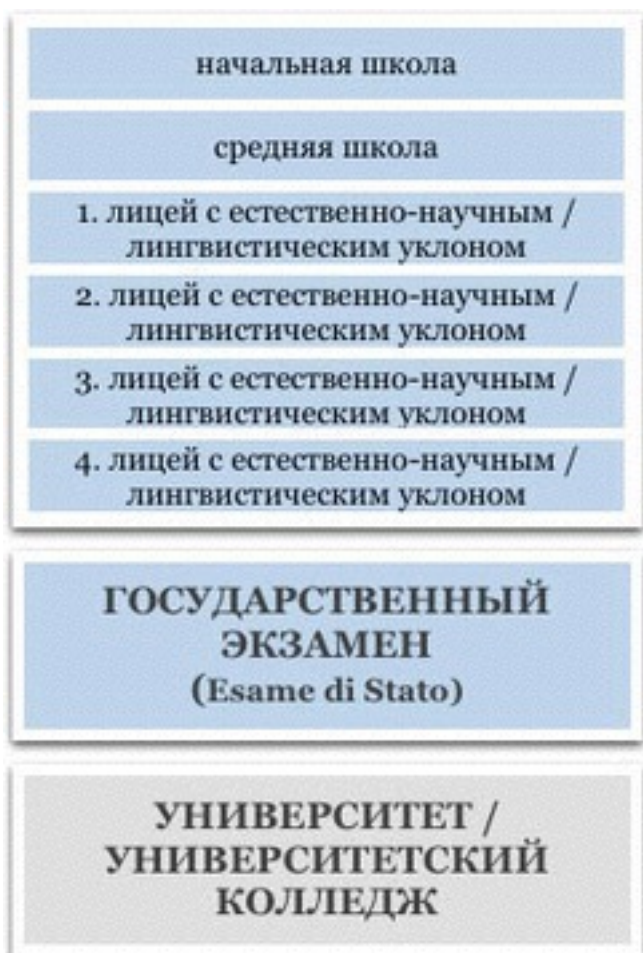 начальная школа
средняя школа
1. лицей с естественно-научным /
лингвистическим уклоном
2. лицей с естественно-научным /
лингвистическим уклоном
3. лицей с естественно-научным /
лингвистическим уклоном
4. лицей с естественно-научным /
лингвистическим уклоном
ГОСУДАРСТВЕННЫЙ
ЭКЗАМЕН
(Esame di Stato)
УНИВЕРСИТЕТ /
УНИВЕРСИТЕТСКИЙ
КОЛЛЕДЖ